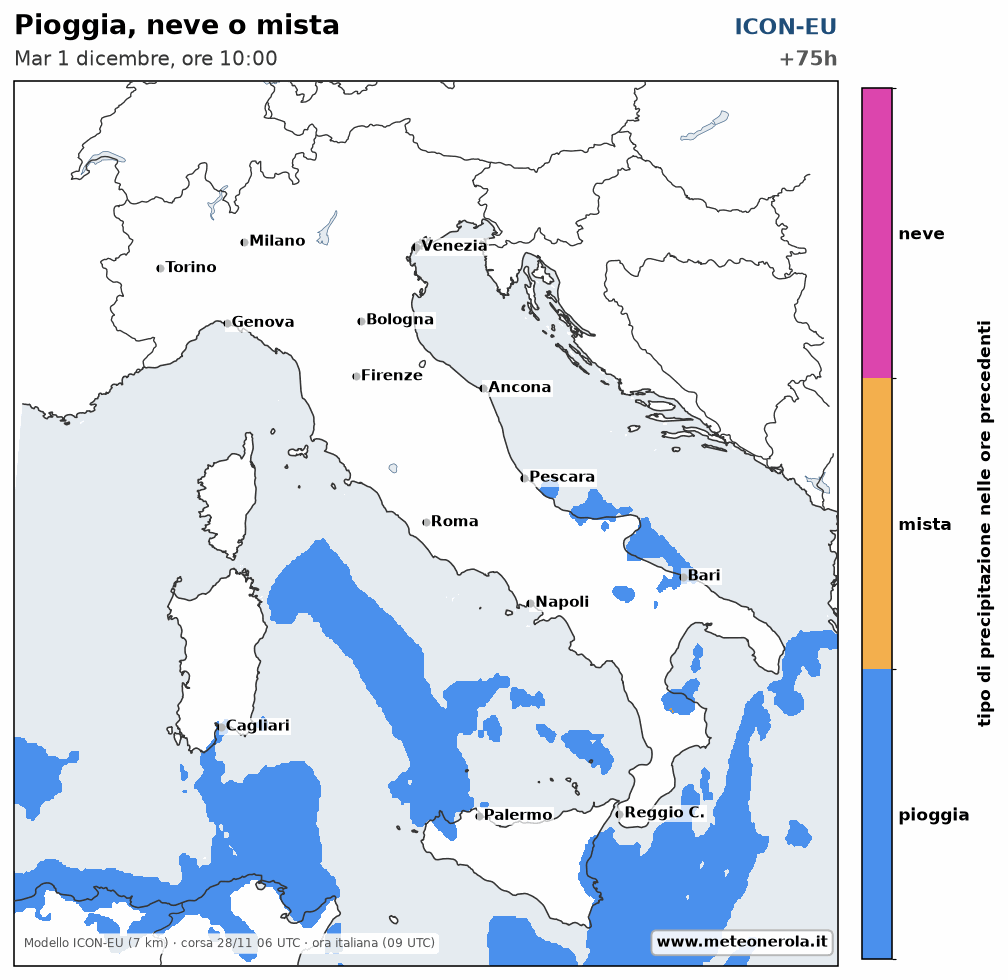 Pioggia, neve o mista
ICON-EU
Mar 1 dicembre, ore 10:00
+75h
neve
Milano
Venezia
Torino
Genova
Bologna
Firenze
Ancona
Pescara
Roma
mista
Bari
Napoli
tipo di precipitazione nelle ore precedenti
Cagliari
Palermo
Reggio C.
pioggia
Modello ICON-EU (7 km) · corsa 28/11 06 UTC · ora italiana (09 UTC)
www.meteonerola.it